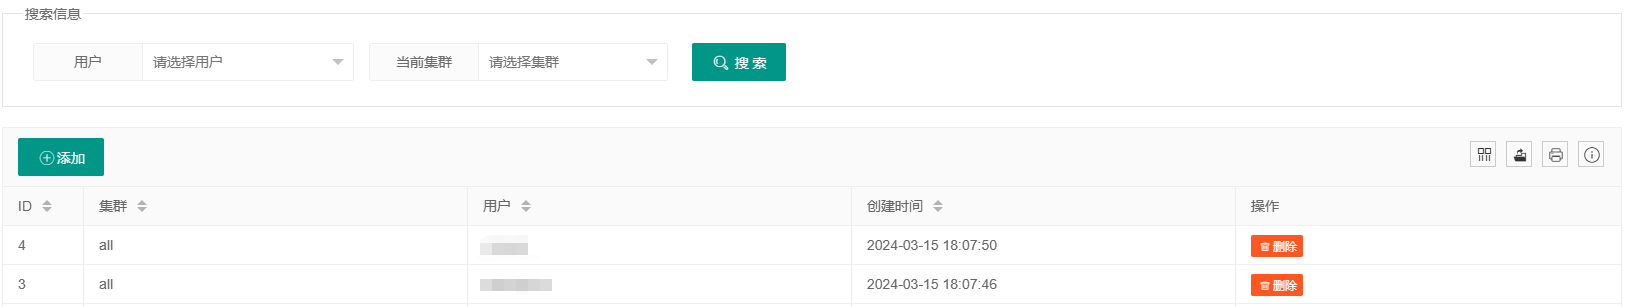 搜索信息
用户 请选择用户 当前集群 请选择集群 搜 索
添加
ID 集群 用户 创建时间 操作
4 all 2024-03-15 18:07:50 删除
3 all 2024-03-15 18:07:46 删除